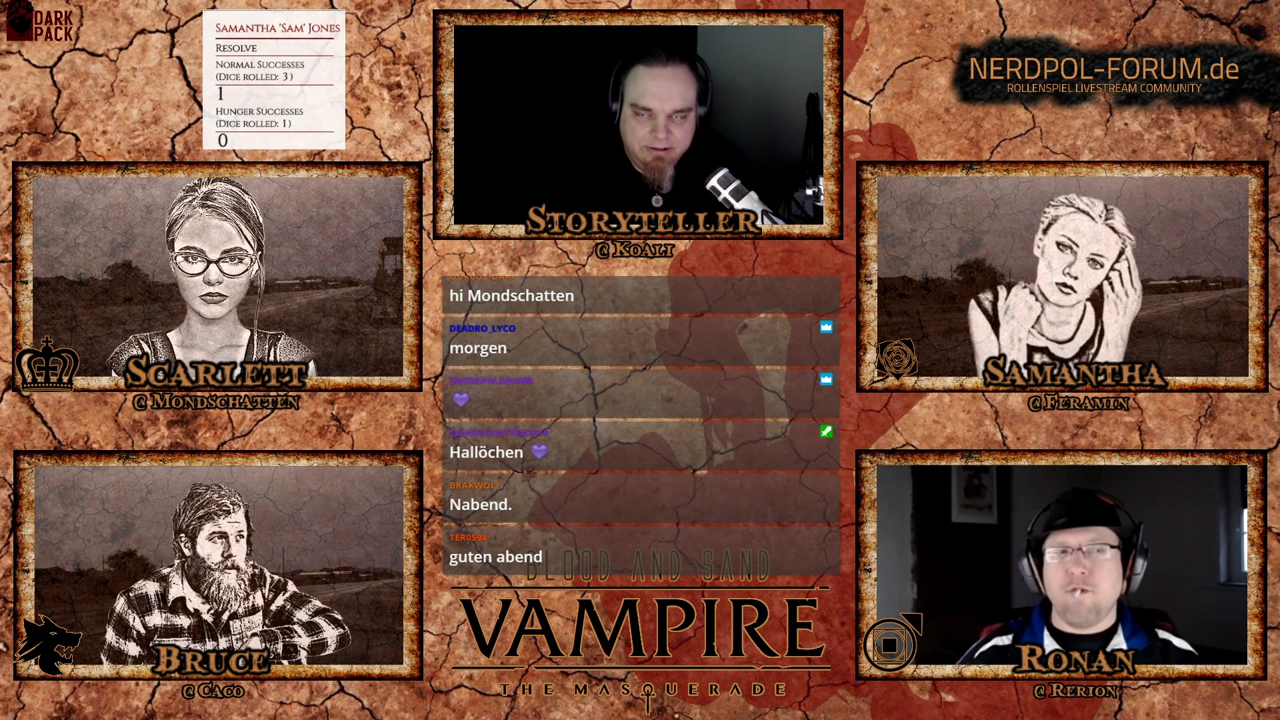 DARK
PACK
Samantha 'Sam' Jones
Resolve
Normal Successes
(Dice rolled: 3 )
1
Hunger Successes
(Dice rolled: 1 )
0
NERDPOL-FORUM.de
ROLLENSPIEL LIVESTREAM COMMUNITY
Storyteller
@ KoAli
Scarlett
@ Mondschatten
Samantha
@ Feramin
hi Mondschatten
DEADRO_LYCO
morgen
Hallöchen
BRAKWOLF
Nabend.
TER0S94
guten abend
BLOOD AND SAND
VAMPIRE
THE MASQUERADE
Bruce
@ Caco
Ronan
@ Rerion